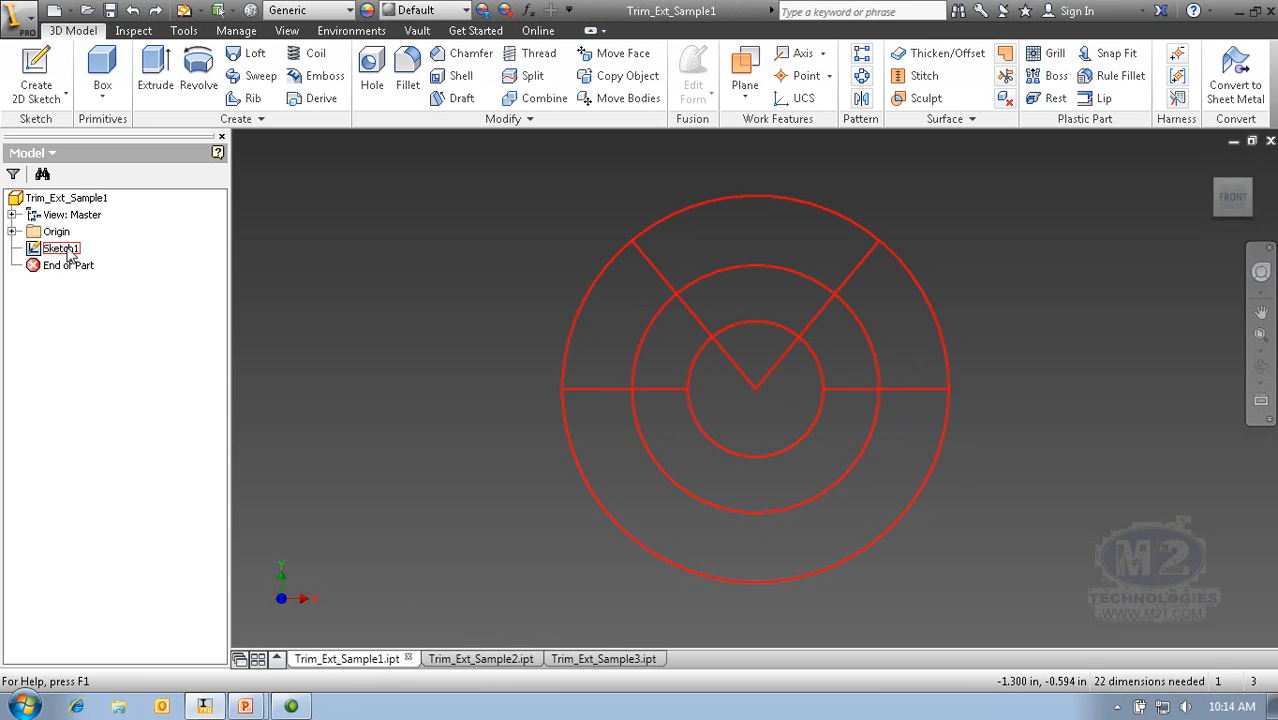 Generic
Default
Trim_Ext_Sample1
Type a keyword or phrase
Sign In
PRO
3D Model
Inspect
Tools
Manage
View
Environments
Vault
Get Started
Online
Create
2D Sketch
Box
Extrude
Revolve
Loft
Coil
Sweep
Emboss
Rib
Derive
Hole
Fillet
Chamfer
Thread
Move Face
Shell
Split
Copy Object
Draft
Combine
Move Bodies
Edit
Form
Plane
Axis
Point
UCS
Thicken/Offset
Stitch
Sculpt
Grill
Snap Fit
Boss
Rule Fillet
Rest
Lip
Convert to
Sheet Metal
Sketch
Primitives
Create
Modify
Fusion
Work Features
Pattern
Surface
Plastic Part
Harness
Convert
Model
Trim_Ext_Sample1
View: Master
Origin
Sketch1
End of Part
FRONT
Y
X
M2
TECHNOLOGIES
WWW.M2T.COM
Trim_Ext_Sample1.ipt
Trim_Ext_Sample2.ipt
Trim_Ext_Sample3.ipt
For Help, press F1
-1.300 in, -0.594 in
22 dimensions needed
1
3
10:14 AM